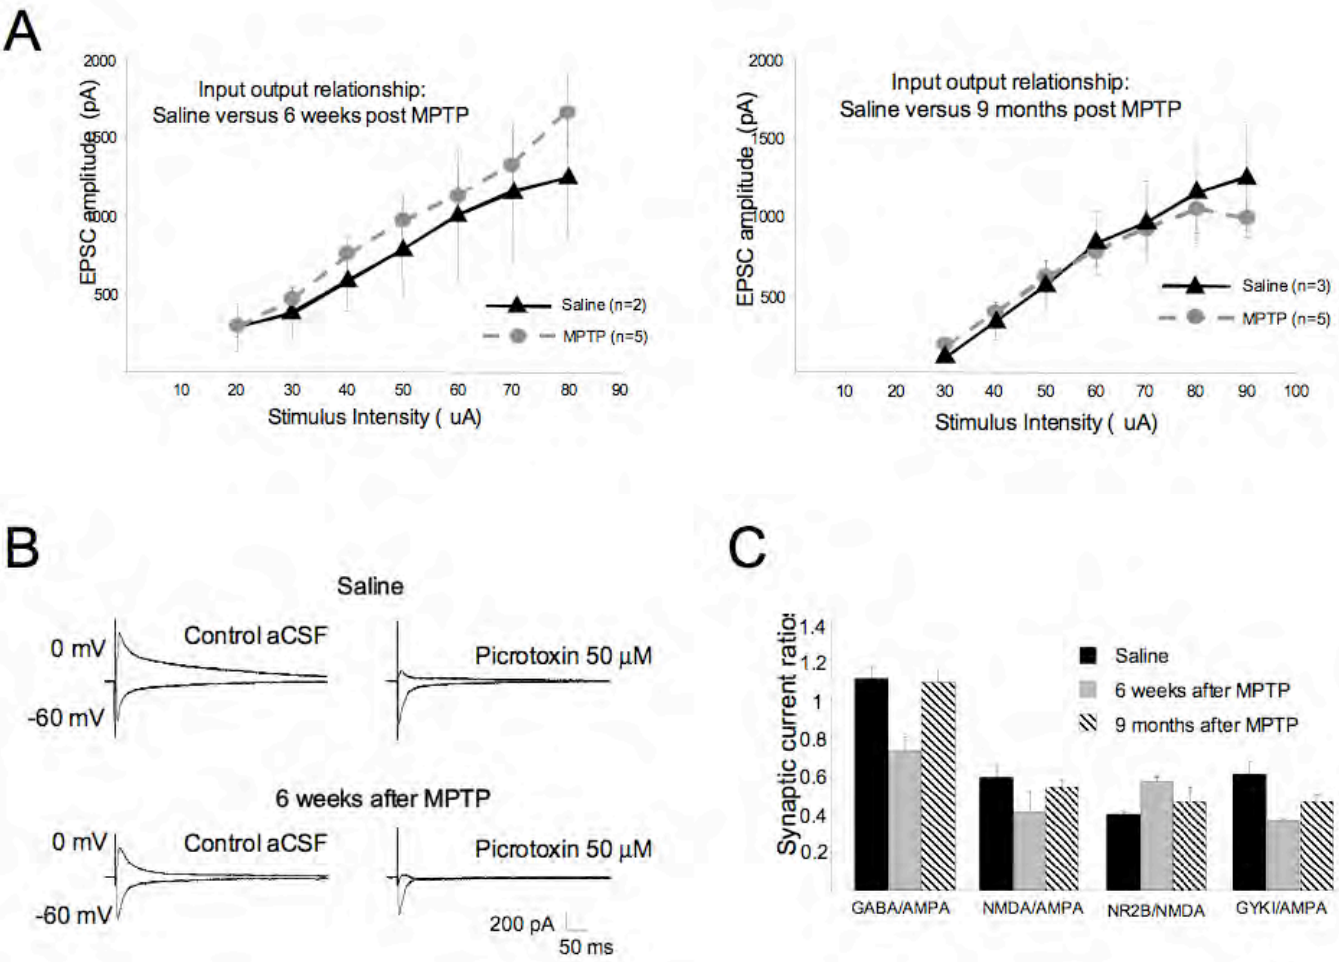 A
Input output relationship:
Saline versus 6 weeks post MPTP
EPSC amplitude (pA)
2000
1500
1000
500
Saline (n=2)
MPTP (n=5)
10 20 30 40 50 60 70 80 90
Stimulus Intensity ( uA)
Input output relationship:
Saline versus 9 months post MPTP
EPSC amplitude (pA)
2000
1500
1000
500
Saline (n=3)
MPTP (n=5)
10 20 30 40 50 60 70 80 90 100
Stimulus Intensity ( uA)
B
Saline
0 mV
Control aCSF
-60 mV
Picrotoxin 50 µM
6 weeks after MPTP
0 mV
Control aCSF
-60 mV
Picrotoxin 50 µM
200 pA
50 ms
C
Synaptic current ratio
1.4
1.2
1
0.8
0.6
0.4
0.2
Saline
6 weeks after MPTP
9 months after MPTP
GABA/AMPA NMDA/AMPA NR2B/NMDA GYKI/AMPA